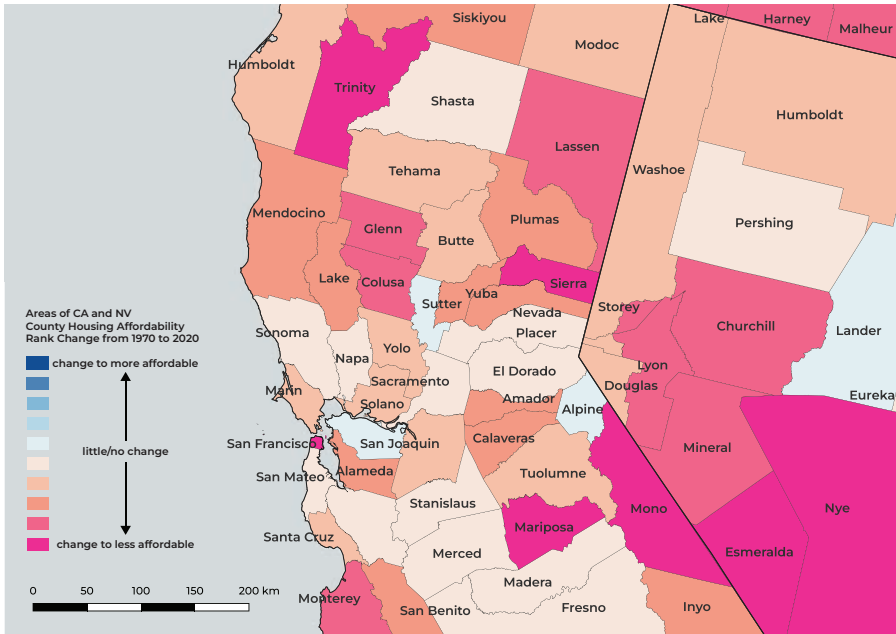 Siskiyou
Lake
Harney
Malheur
Modoc
Humboldt
Trinity
Shasta
Humboldt
Lassen
Washoe
Tehama
Mendocino
Plumas
Pershing
Glenn
Butte
Lake
Colusa
Sierra
Yuba
Sutter
Storey
Nevada
Churchill
Lander
Placer
Sonoma
Areas of CA and NV
County Housing Affordability
Rank Change from 1970 to 2020
Yolo
Napa
change to more affordable
Lyon
El Dorado
Sacramento
Douglas
Marin
Eureka
Amador
Solano
Alpine
Calaveras
San Francisco
San Joaquin
Mineral
little/no change
Alameda
Tuolumne
San Mateo
Stanislaus
Mono
Nye
Mariposa
Santa Cruz
change to less affordable
Merced
Esmeralda
Madera
0 50 100 150 200 km
Monterey
San Benito
Fresno
Inyo